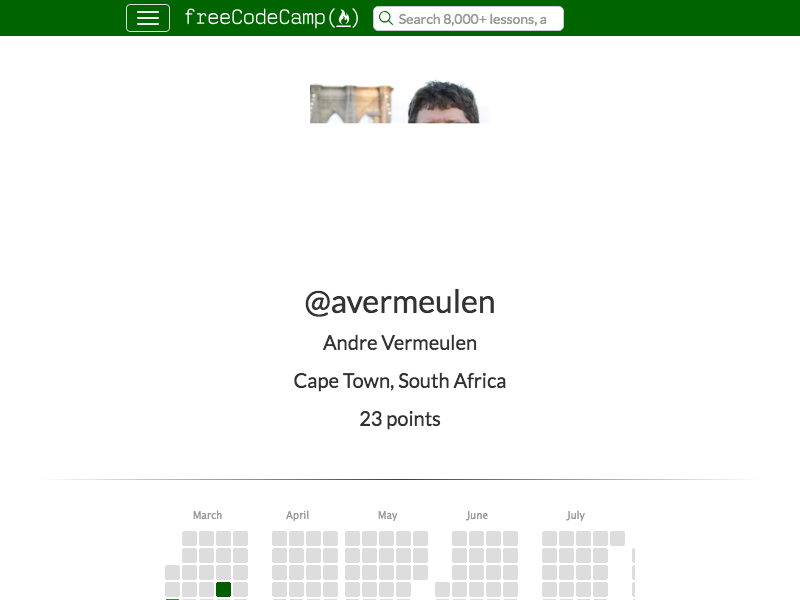 freeCodeCamp
Search 8,000+ lessons, a
@avermeulen
Andre Vermeulen
Cape Town, South Africa
23 points
March April May June July